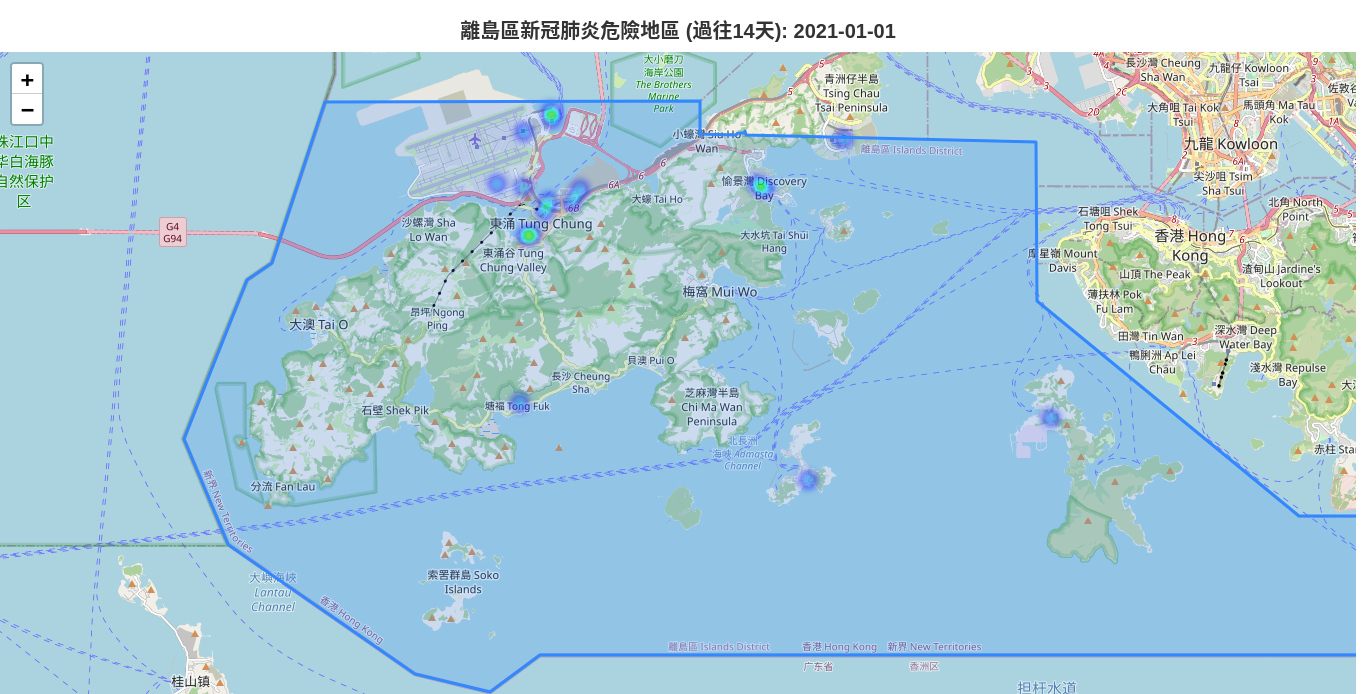 離島區新冠肺炎危險地區 (過往14天): 2021-01-01
+
−
大小磨刀
海岸公園
The Brothers
Marine
Park
青洲仔半島
Tsing Chau
Tsai Peninsula
長沙灣 Cheung
Sha Wan
九龍仔 Kowloon
Tsai
大角咀 Tai Kok
Tsui
馬頭角 Ma Tau
Kok
九龍 Kowloon
尖沙咀 Tsim
Sha Tsui
珠江口中
华白海豚
自然保护
区
小蠔灣 Siu Ho
Wan
離島區 Islands District
愉景灣 Discovery
Bay
大蠔 Tai Ho
G4
G94
沙螺灣 Sha
Lo Wan
東涌 Tung Chung
東涌谷 Tung
Chung Valley
大水坑 Tai Shui
Hang
石塘咀 Shek
Tong Tsui
北角 North
Point
香港 Hong
Kong
摩星嶺 Mount
Davis
山頂 The Peak
渣甸山 Jardine's
Lookout
薄扶林 Pok
Fu Lam
梅窩 Mui Wo
昂坪 Ngong
Ping
大澳 Tai O
田灣 Tin Wan
深水灣 Deep
Water Bay
鴨脷洲 Ap Lei
Chau
淺水灣 Repulse
Bay
貝澳 Pui O
長沙 Cheung
Sha
石壁 Shek Pik
塘福 Tong Fuk
芝麻灣半島
Chi Ma Wan
Peninsula
北長洲
海峽 Adamasta
Channel
赤柱 Stan
分流 Fan Lau
新界 New Territories
大嶼海峽
Lantau
Channel
索罟群島 Soko
Islands
香港 Hong Kong
離島區 Islands District
香港 Hong Kong
新界 New Territories
广东省
香洲区
桂山镇
担杆水道
5
5
3
2D
2
1A
6
6
6A
6B
3